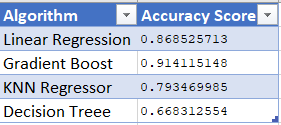 Algorithm Accuracy Score
Linear Regression 0.868525713
Gradient Boost 0.914115148
KNN Regressor 0.793469985
Decision Treee 0.668312554